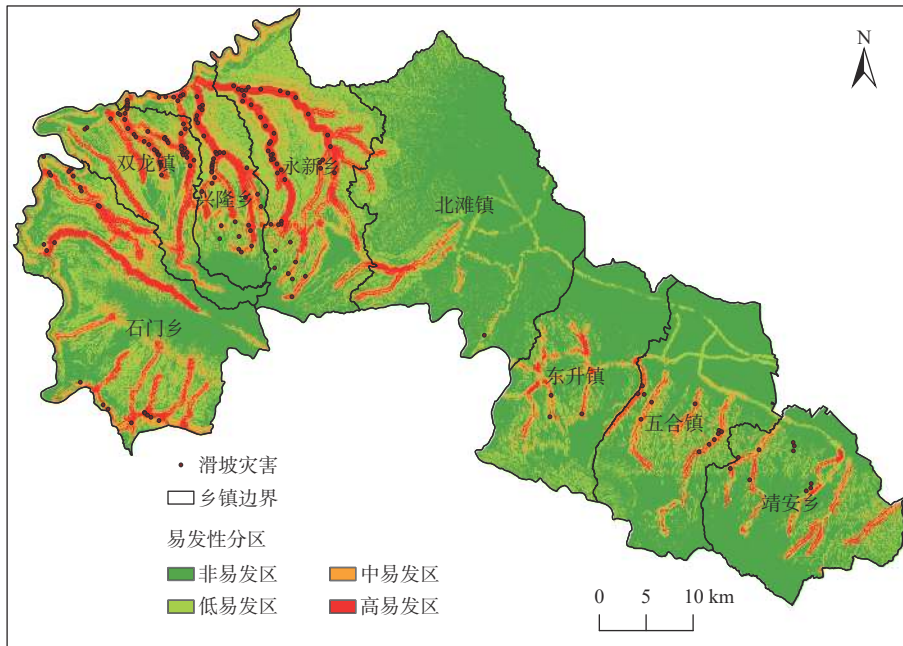 N
双龙镇
永新乡
兴隆乡
北滩镇
石门乡
东升镇
五合镇
靖安乡
滑坡灾害
乡镇边界
易发性分区
非易发区
中易发区
低易发区
高易发区
0 5 10 km